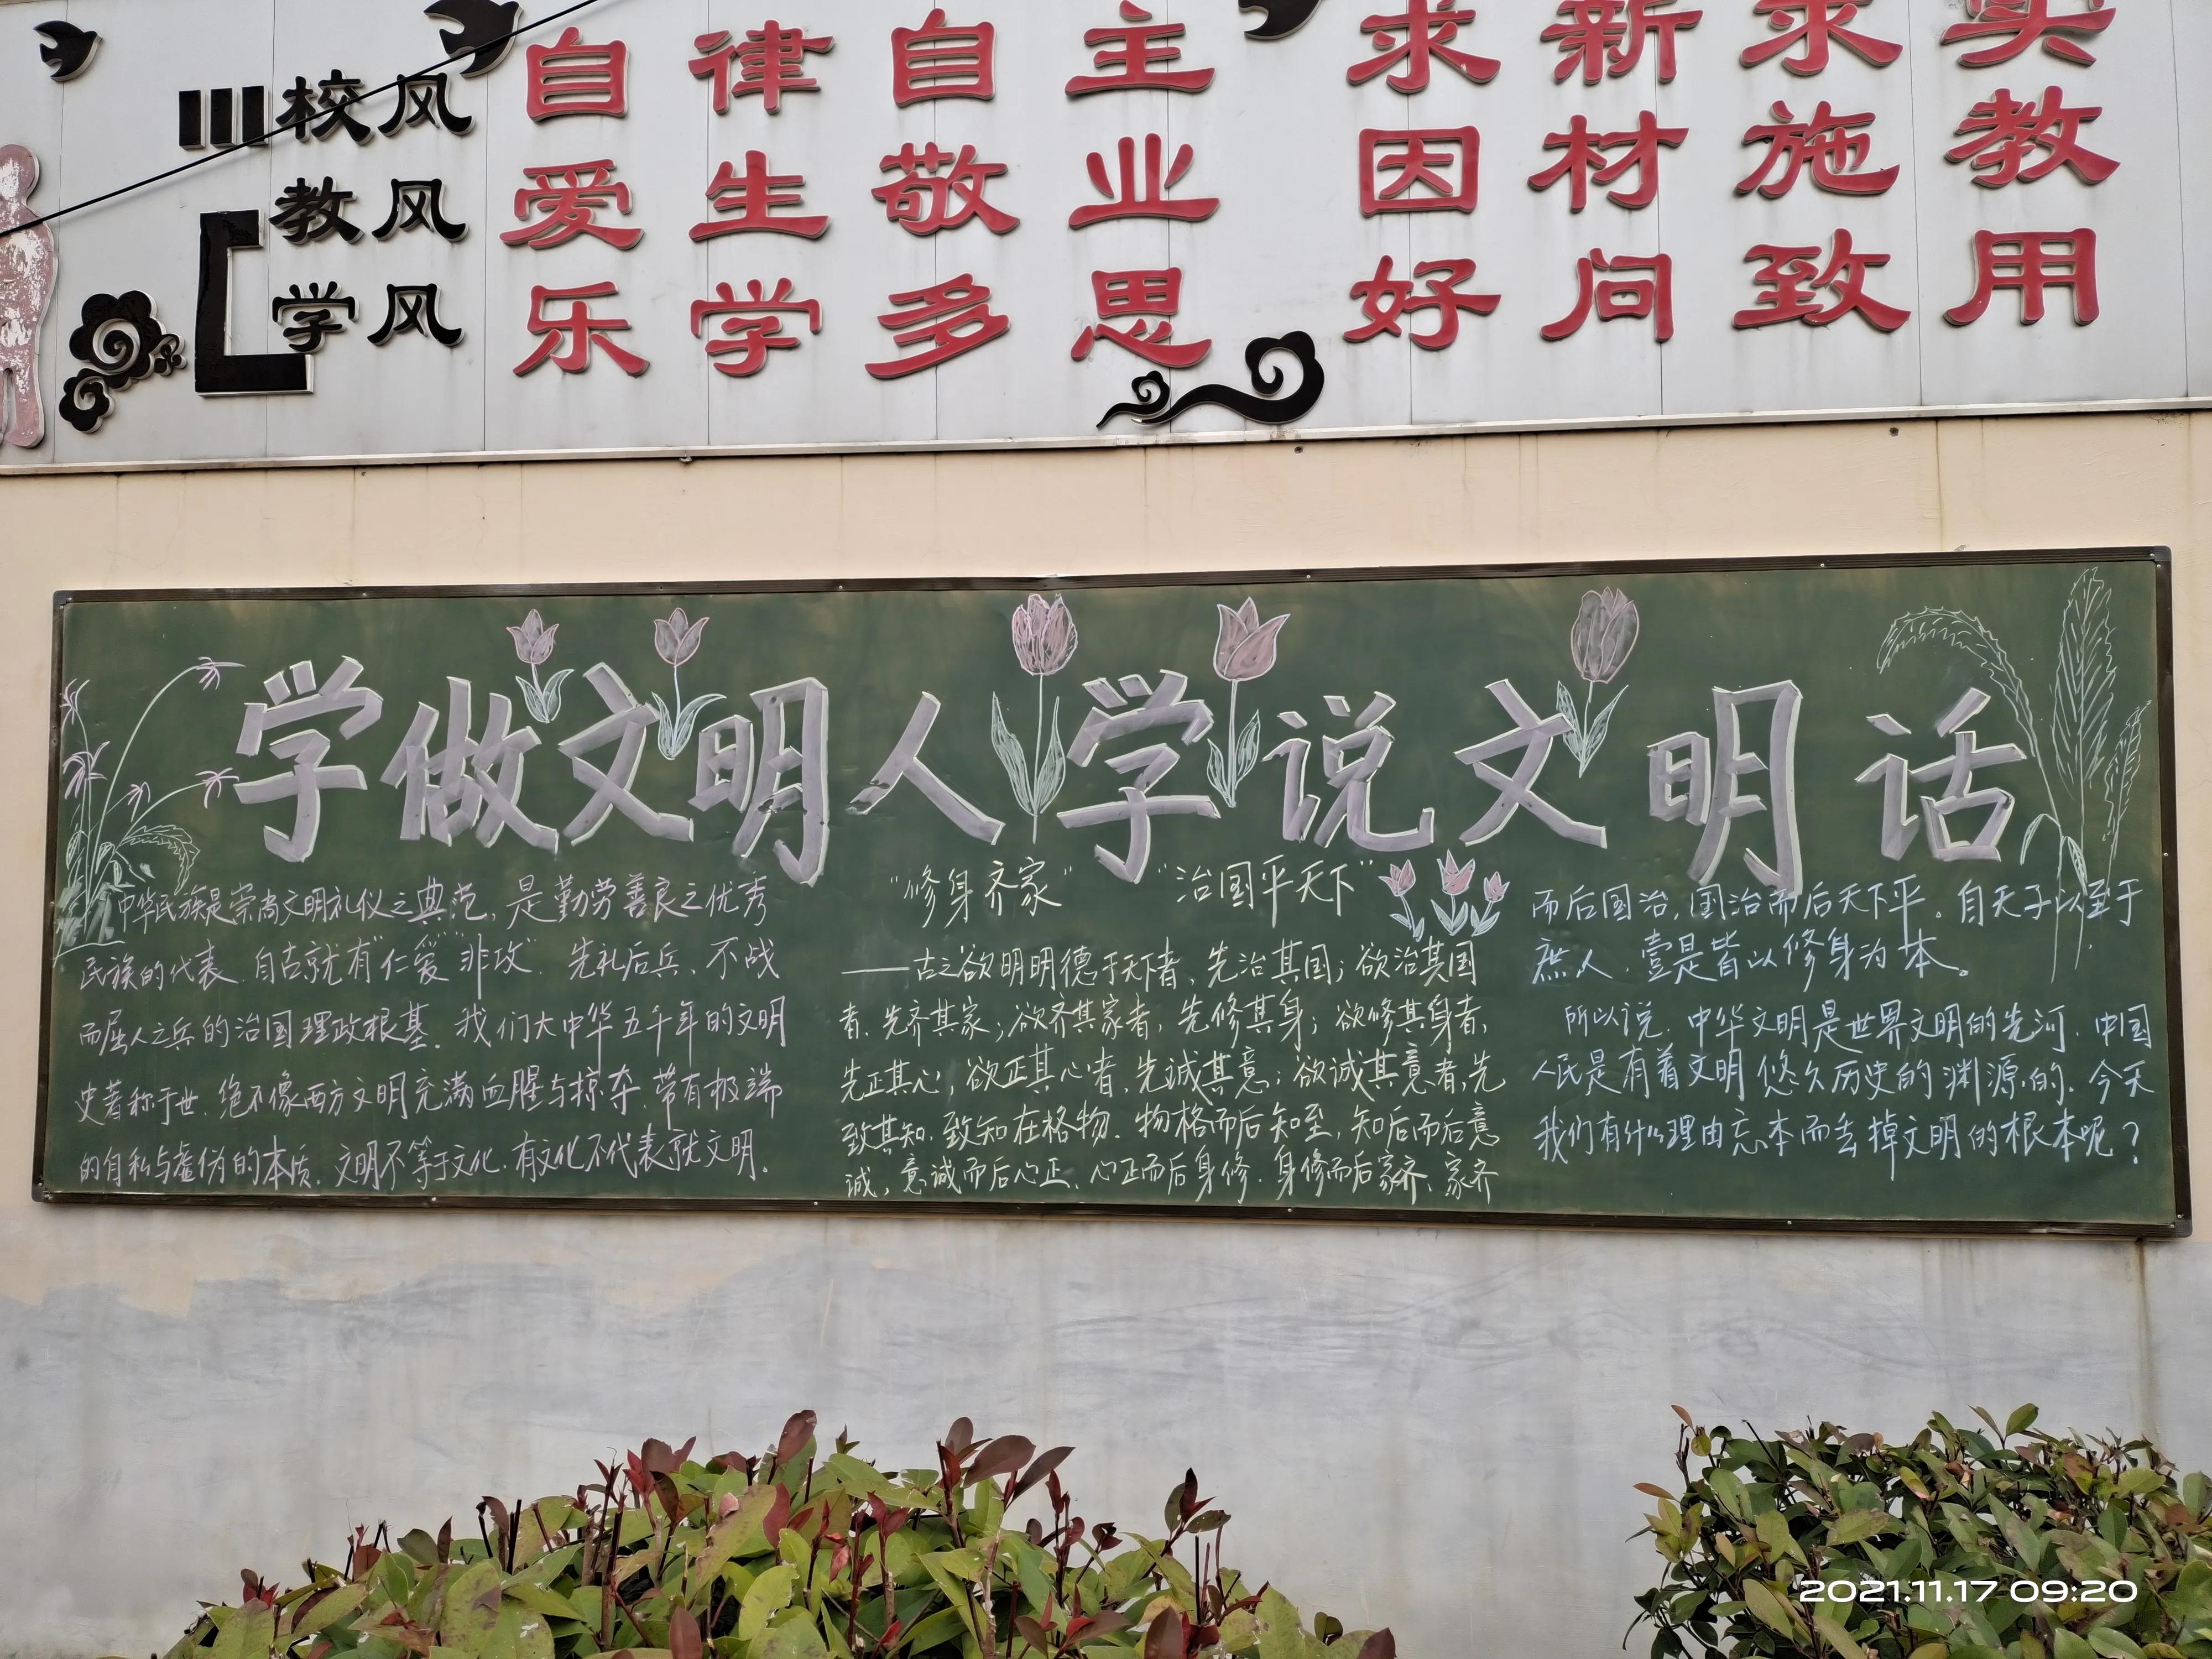 校风 自律自主 求新求实
教风 爱生敬业 因材施教
学风 乐学多思 好问致用
学做文明人学说文明话
中华民族是崇尚文明礼仪之典范，是勤劳善良之优秀
民族的代表．自古就有“仁爱”“非攻”．先礼后兵、不战
而屈人之兵的治国理政根基．我们大中华五千年的文明
史著称于世．绝不像西方文明充满血腥与掠夺．带有极端
的自私与虚伪的本质．文明不等于文化．有文化不代表就文明。
“修身齐家” “治国平天下”
——古之欲明明德于天下者，先治其国；欲治其国
者．先齐其家；欲齐其家者，先修其身；欲修其身者，
先正其心；欲正其心者，先诚其意；欲诚其意者，先
致其知．致知在格物．物格而后知至，知后而后意
诚，意诚而后心正、心正而后身修．身修而后家齐、家齐
而后国治，国治而后天下平。自天子以至于
庶人．壹是皆以修身为本。
所以说．中华文明是世界文明的先河．中国
人民是有着文明悠久历史的渊源的．今天
我们有什么理由忘本而丢掉文明的根本呢？
2021.11.17 09:20